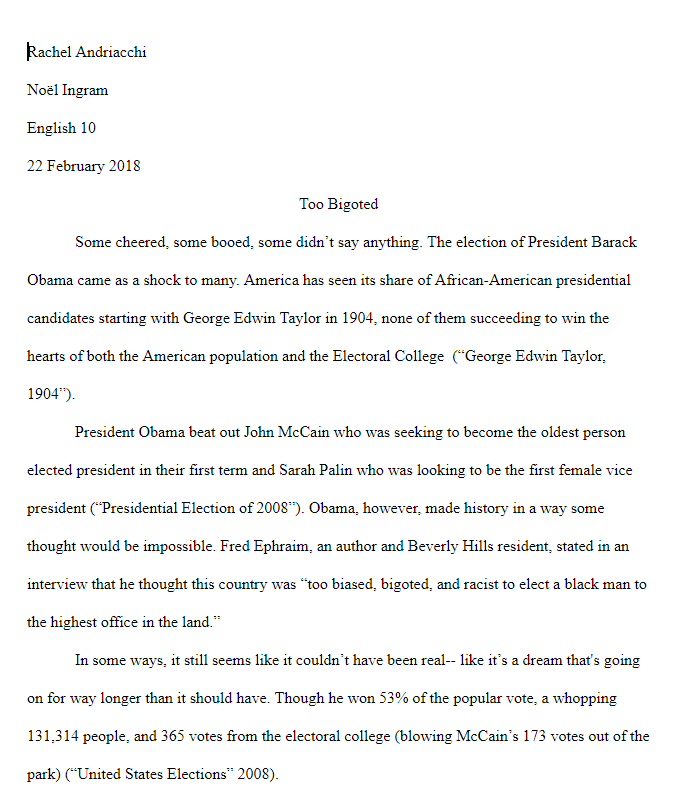 Rachel Andriacchi
Noël Ingram
English 10
22 February 2018
Too Bigoted
Some cheered, some booed, some didn’t say anything. The election of President Barack
Obama came as a shock to many. America has seen its share of African-American presidential
candidates starting with George Edwin Taylor in 1904, none of them succeeding to win the
hearts of both the American population and the Electoral College  (“George Edwin Taylor,
1904”).
President Obama beat out John McCain who was seeking to become the oldest person
elected president in their first term and Sarah Palin who was looking to be the first female vice
president (“Presidential Election of 2008”). Obama, however, made history in a way some
thought would be impossible. Fred Ephraim, an author and Beverly Hills resident, stated in an
interview that he thought this country was “too biased, bigoted, and racist to elect a black man to
the highest office in the land.”
In some ways, it still seems like it couldn’t have been real-- like it’s a dream that's going
on for way longer than it should have. Though he won 53% of the popular vote, a whopping
131,314 people, and 365 votes from the electoral college (blowing McCain’s 173 votes out of the
park) (“United States Elections” 2008).